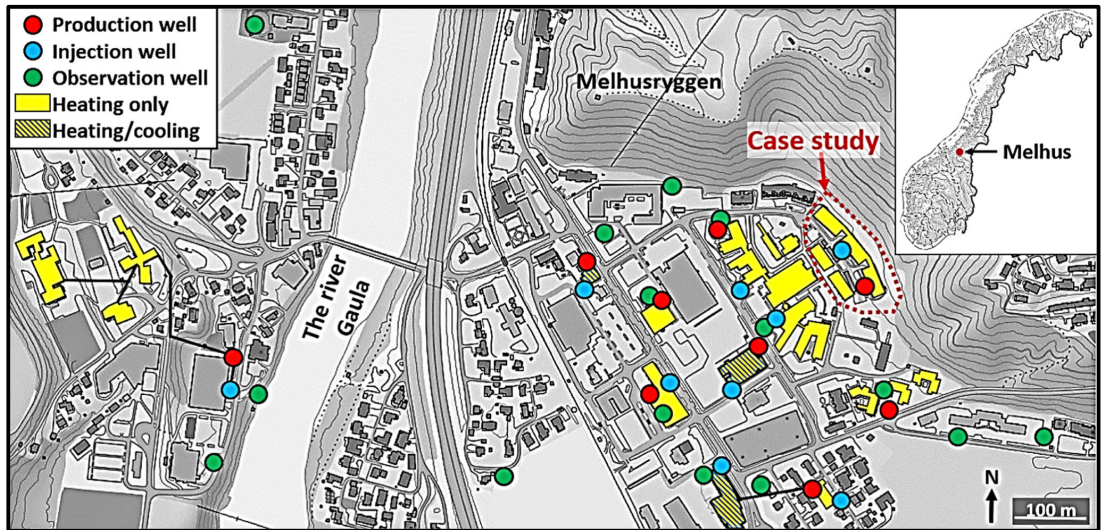 Production well
Injection well
Observation well
Heating only
Heating/cooling
Melhusryggen
Case study
Melhus
The river
Gaula
N
100 m